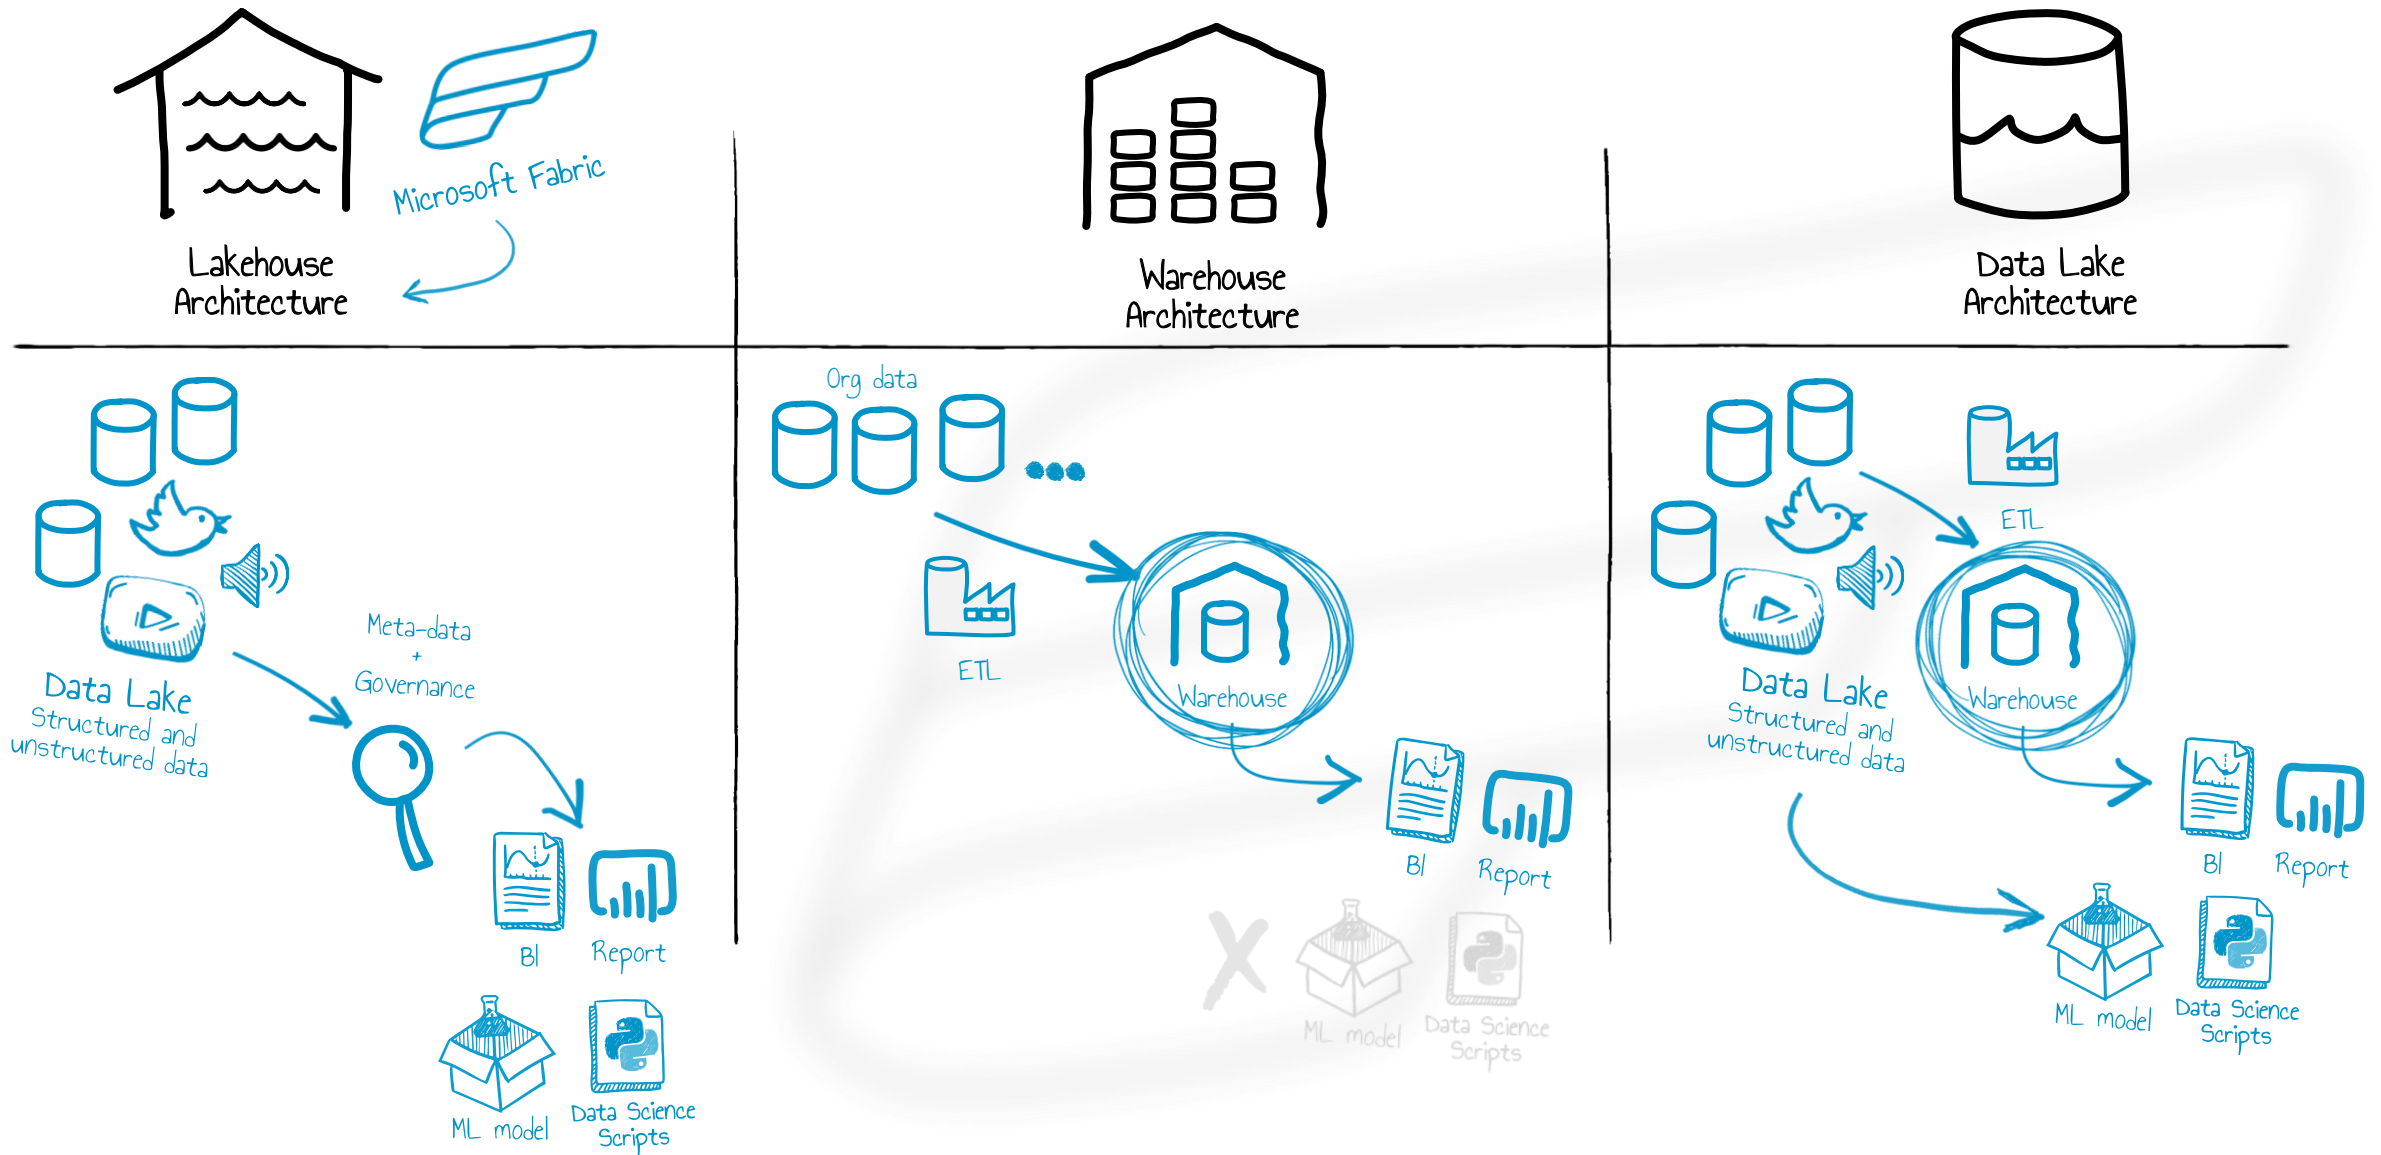 Microsoft Fabric
Lakehouse
Architecture
Warehouse
Architecture
Data Lake
Architecture
Meta-data
+
Governance
Data Lake
Structured and
unstructured data
BI
Report
ML model
Data Science
Scripts
Org data
ETL
Warehouse
BI
Report
X
ML model
Data Science
Scripts
ETL
Data Lake
Structured and
unstructured data
Warehouse
BI
Report
ML model
Data Science
Scripts